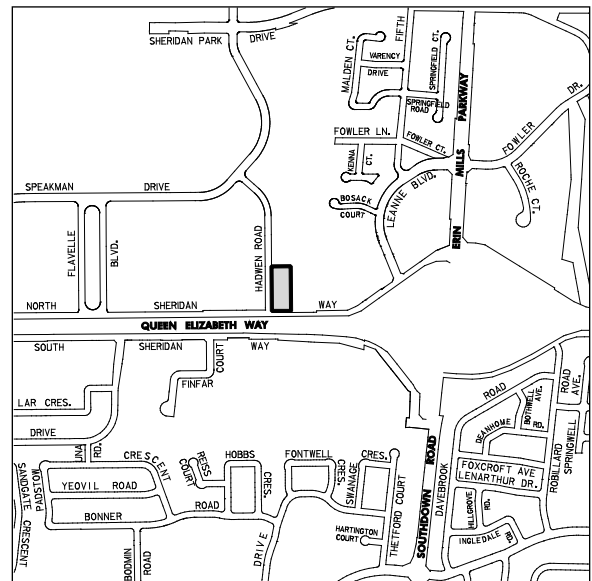 SHERIDAN PARK DRIVE
MALDEN CT.
FIFTH
VARENCY
DRIVE
SPRINGFIELD CT.
SPRINGFIELD
ROAD
ERIN MILLS PARKWAY
FOWLER DR.
FOWLER LN.
FOWLER CT.
KENNA
CT.
ROCHE CT.
LEANNE BLVD.
BOSACK
COURT
SPEAKMAN DRIVE
FLAVELLE
BLVD.
HADWEN ROAD
NORTH SHERIDAN WAY
QUEEN ELIZABETH WAY
SOUTH SHERIDAN WAY
FINFAR
COURT
LAR CRES.
DRIVE
UNA
RD.
CRESCENT
REISS
COURT
HOBBS
CRES.
FONTWELL
CRES.
SWANAGE
CRES.
THETFORD COURT
SOUTHDOWN ROAD
ROAD
DEANHOME
RD.
BOTHWELL
AVE.
ROAD
AVE.
SPRINGWELL
ROBILLARD
FOXCROFT AVE
LENARTHUR DR.
DAVEBROOK
HILLGROVE
RD.
INGLEDALE RD.
SANDGATE CRESCENT
MOLSPAD
YEOVIL ROAD
BONNER ROAD
BODMIN
ROAD
DRIVE
HARTINGTON
COURT